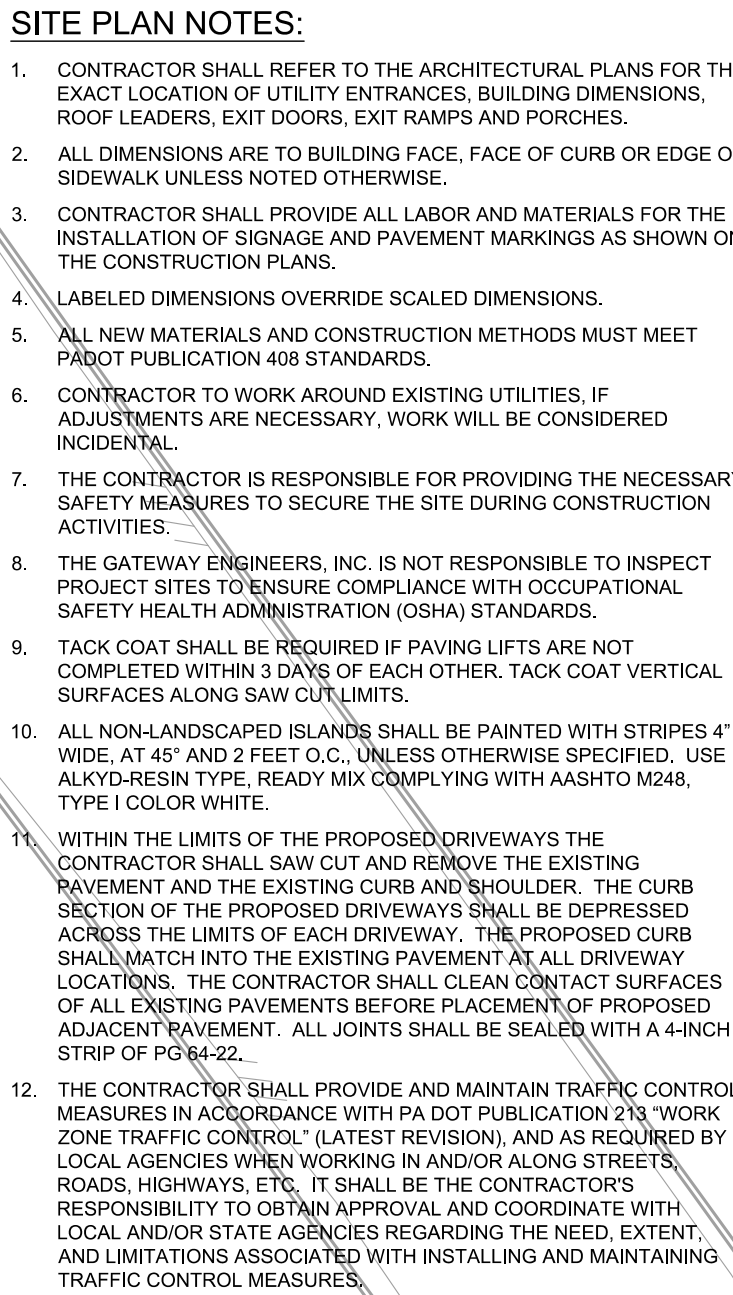 SITE PLAN NOTES:
1. CONTRACTOR SHALL REFER TO THE ARCHITECTURAL PLANS FOR TH
EXACT LOCATION OF UTILITY ENTRANCES, BUILDING DIMENSIONS,
ROOF LEADERS, EXIT DOORS, EXIT RAMPS AND PORCHES.
2. ALL DIMENSIONS ARE TO BUILDING FACE, FACE OF CURB OR EDGE O
SIDEWALK UNLESS NOTED OTHERWISE.
3. CONTRACTOR SHALL PROVIDE ALL LABOR AND MATERIALS FOR THE
INSTALLATION OF SIGNAGE AND PAVEMENT MARKINGS AS SHOWN ON
THE CONSTRUCTION PLANS.
4. LABELED DIMENSIONS OVERRIDE SCALED DIMENSIONS.
5. ALL NEW MATERIALS AND CONSTRUCTION METHODS MUST MEET
PADOT PUBLICATION 408 STANDARDS.
6. CONTRACTOR TO WORK AROUND EXISTING UTILITIES, IF
ADJUSTMENTS ARE NECESSARY, WORK WILL BE CONSIDERED
INCIDENTAL.
7. THE CONTRACTOR IS RESPONSIBLE FOR PROVIDING THE NECESSARY
SAFETY MEASURES TO SECURE THE SITE DURING CONSTRUCTION
ACTIVITIES.
8. THE GATEWAY ENGINEERS, INC. IS NOT RESPONSIBLE TO INSPECT
PROJECT SITES TO ENSURE COMPLIANCE WITH OCCUPATIONAL
SAFETY HEALTH ADMINISTRATION (OSHA) STANDARDS.
9. TACK COAT SHALL BE REQUIRED IF PAVING LIFTS ARE NOT
COMPLETED WITHIN 3 DAYS OF EACH OTHER. TACK COAT VERTICAL
SURFACES ALONG SAW CUT LIMITS.
10. ALL NON-LANDSCAPED ISLANDS SHALL BE PAINTED WITH STRIPES 4”
WIDE, AT 45° AND 2 FEET O.C., UNLESS OTHERWISE SPECIFIED. USE
ALKYD-RESIN TYPE, READY MIX COMPLYING WITH AASHTO M248,
TYPE I COLOR WHITE.
11. WITHIN THE LIMITS OF THE PROPOSED DRIVEWAYS THE
CONTRACTOR SHALL SAW CUT AND REMOVE THE EXISTING
PAVEMENT AND THE EXISTING CURB AND SHOULDER. THE CURB
SECTION OF THE PROPOSED DRIVEWAYS SHALL BE DEPRESSED
ACROSS THE LIMITS OF EACH DRIVEWAY. THE PROPOSED CURB
SHALL MATCH INTO THE EXISTING PAVEMENT AT ALL DRIVEWAY
LOCATIONS. THE CONTRACTOR SHALL CLEAN CONTACT SURFACES
OF ALL EXISTING PAVEMENTS BEFORE PLACEMENT OF PROPOSED
ADJACENT PAVEMENT. ALL JOINTS SHALL BE SEALED WITH A 4-INCH
STRIP OF PG 64-22.
12. THE CONTRACTOR SHALL PROVIDE AND MAINTAIN TRAFFIC CONTROL
MEASURES IN ACCORDANCE WITH PA DOT PUBLICATION 213 “WORK
ZONE TRAFFIC CONTROL” (LATEST REVISION), AND AS REQUIRED BY
LOCAL AGENCIES WHEN WORKING IN AND/OR ALONG STREETS,
ROADS, HIGHWAYS, ETC. IT SHALL BE THE CONTRACTOR'S
RESPONSIBILITY TO OBTAIN APPROVAL AND COORDINATE WITH
LOCAL AND/OR STATE AGENCIES REGARDING THE NEED, EXTENT,
AND LIMITATIONS ASSOCIATED WITH INSTALLING AND MAINTAINING
TRAFFIC CONTROL MEASURES.